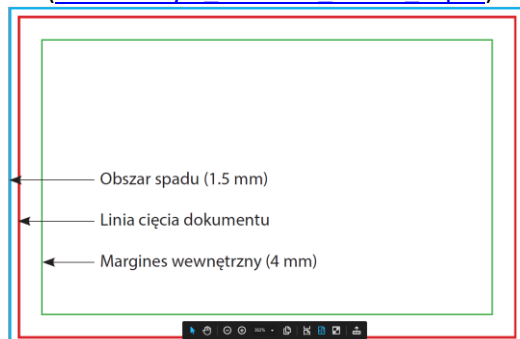 Obszar spadu (1.5 mm)
Linia cięcia dokumentu
Margines wewnętrzny (4 mm)